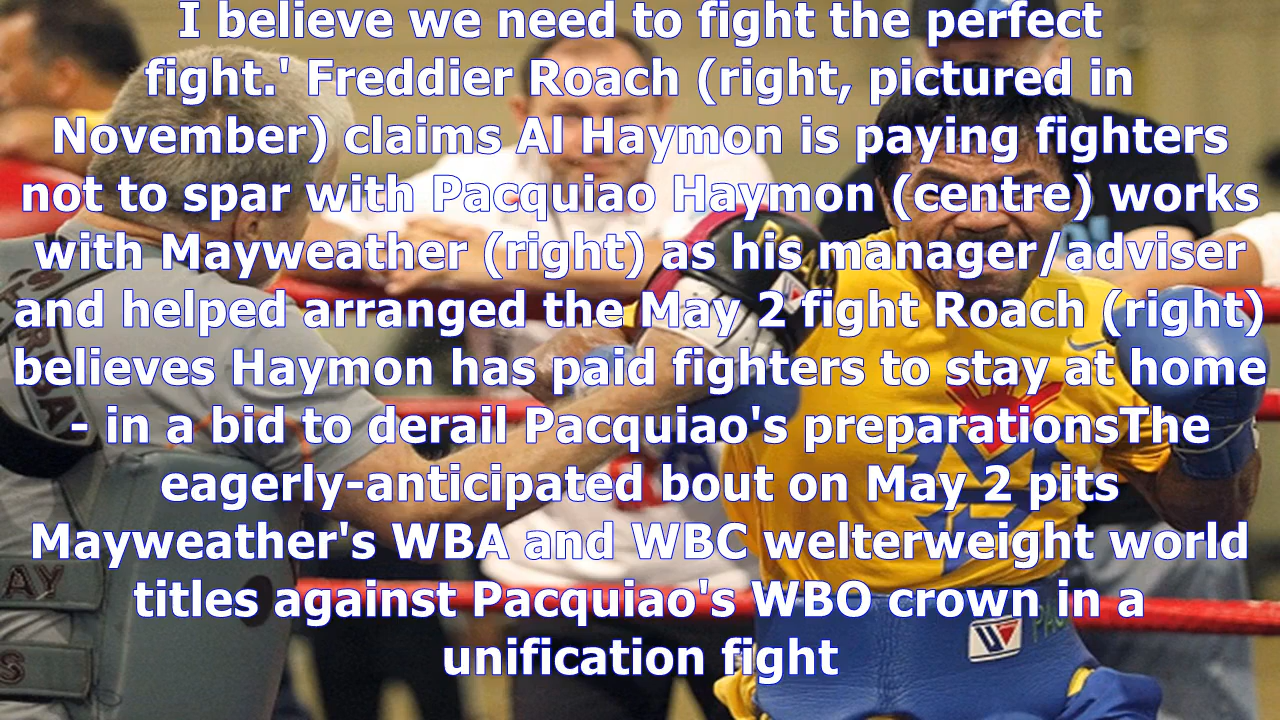 I believe we need to fight the perfect
fight.' Freddier Roach (right, pictured in
November) claims Al Haymon is paying fighters
not to spar with Pacquiao Haymon (centre) works
with Mayweather (right) as his manager/adviser
and helped arranged the May 2 fight Roach (right)
believes Haymon has paid fighters to stay at home
- in a bid to derail Pacquiao's preparationsThe
eagerly-anticipated bout on May 2 pits
Mayweather's WBA and WBC welterweight world
titles against Pacquiao's WBO crown in a
unification fight
AY
S